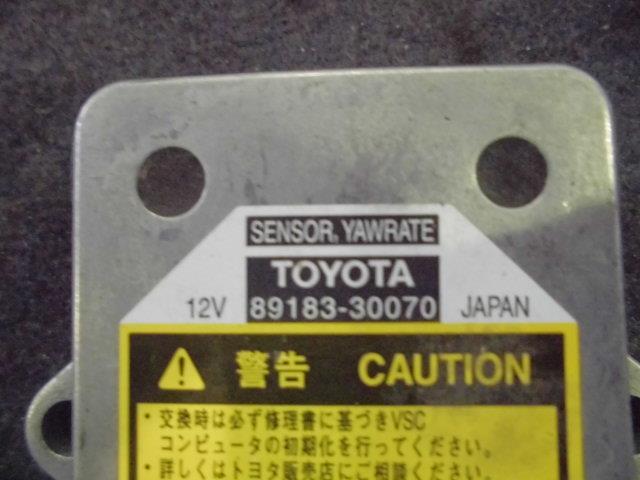 SENSOR, YAWRATE
TOYOTA
12V 89183-30070 JAPAN
警告 CAUTION
・交換時は必ず修理書に基づきVSC
コンピュータの初期化を行ってください。
・詳しくはトヨタ販売店にご相談ください。